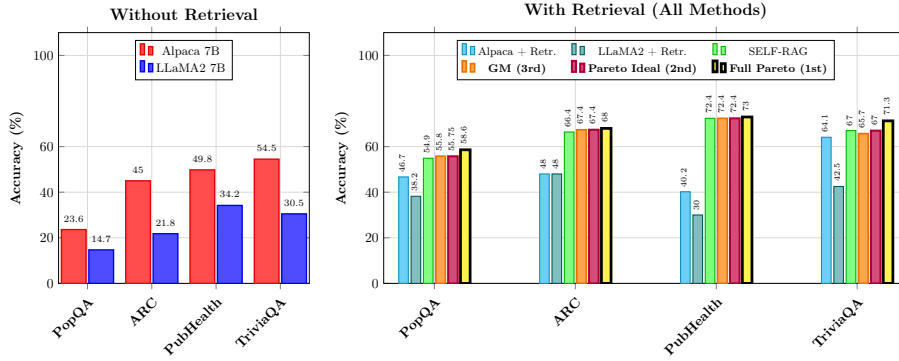 Without Retrieval
Accuracy (%)
100
80
60
40
20
0
Alpaca 7B
LLaMA2 7B
23.6
14.7
45
21.8
49.8
34.2
54.5
30.5
PopQA
ARC
PubHealth
TriviaQA
With Retrieval (All Methods)
Accuracy (%)
100
80
60
40
20
0
Alpaca + Retr.
LLaMA2 + Retr.
SELF-RAG
GM (3rd)
Pareto Ideal (2nd)
Full Pareto (1st)
46.7
38.2
54.9
55.8
55.75
58.6
48
48
66.4
67.4
67.4
68
40.2
30
72.4
72.4
72.4
73
64.1
42.5
67
65.7
67
71.3
PopQA
ARC
PubHealth
TriviaQA